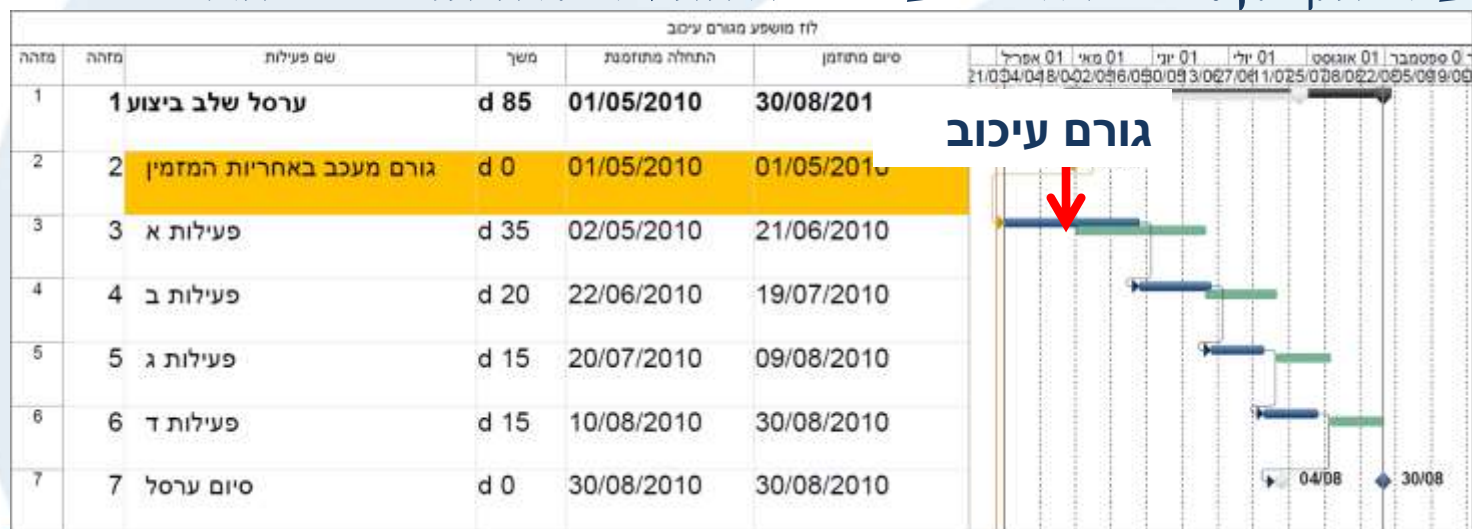 לוז מושפע מגורם עיכוב
מזהה מזהה שם פעילות משך התחלה מתוזמנת סיום מתוזמן
01 אפריל 01 מאי 01 יוני 01 יולי 01 אוגוסט 0 ספטמבר
1 1 ערסל שלב ביצוע 85 d 01/05/2010 30/08/201
גורם עיכוב
2 2 גורם מעכב באחריות המזמין 0 d 01/05/2010 01/05/2010
3 3 פעילות א 35 d 02/05/2010 21/06/2010
4 4 פעילות ב 20 d 22/06/2010 19/07/2010
5 5 פעילות ג 15 d 20/07/2010 09/08/2010
6 6 פעילות ד 15 d 10/08/2010 30/08/2010
7 7 סיום ערסל 0 d 30/08/2010 30/08/2010 04/08 30/08